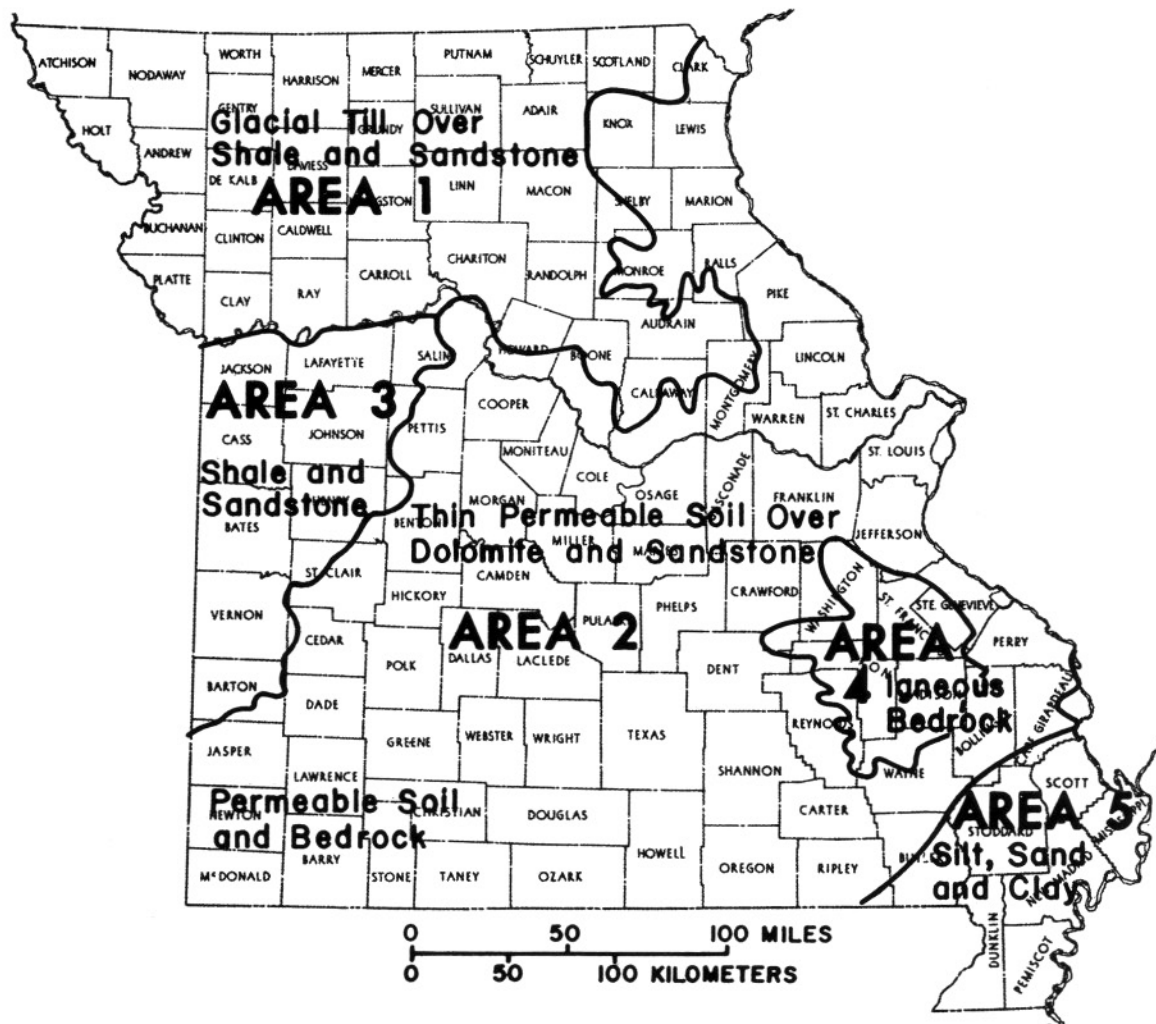 ATCHISON
NODAWAY
WORTH
HARRISON
MERCER
PUTNAM
SCHUYLER
SCOTLAND
CLARK
HOLT
ANDREW
GENTRY
SULLIVAN
ADAIR
KNOX
LEWIS
Glacial Till Over
Shale and Sandstone
AREA 1
GRUNDY
DE KALB
DAVIESS
LINN
MACON
SHELBY
MARION
BUCHANAN
CLINTON
CALDWELL
CHARITON
RANDOLPH
MONROE
RALLS
PIKE
PLATTE
CLAY
RAY
CARROLL
AUDRAIN
LINCOLN
JACKSON
LAFAYETTE
SALINE
HOWARD
BOONE
CALLAWAY
MONTGOMERY
WARREN
ST. CHARLES
AREA 3
COOPER
CASS
JOHNSON
PETTIS
MONITEAU
COLE
OSAGE
FRANKLIN
ST. LOUIS
Shale and
Sandstone
BATES
BENTON
MORGAN
MILLER
JEFFERSON
Thin Permeable Soil Over
Dolomite and Sandstone
ST. CLAIR
HICKORY
CAMDEN
PHELPS
CRAWFORD
WASHINGTON
STE. GENEVIEVE
VERNON
CEDAR
AREA 2
PERRY
POLK
DALLAS
LACLEDE
DENT
AREA
4 Igneous
Bedrock
BARTON
DADE
REYNOLDS
CAPE GIRARDEAU
JASPER
GREENE
WEBSTER
WRIGHT
TEXAS
SHANNON
WAYNE
SCOTT
LAWRENCE
CARTER
Permeable Soil
and Bedrock
NEWTON
CHRISTIAN
DOUGLAS
AREA 5
STODDARD
Silt, Sand
and Clay
McDONALD
BARRY
STONE
TANEY
OZARK
HOWELL
OREGON
RIPLEY
DUNKLIN
PEMISCOT
0 50 100 MILES
0 50 100 KILOMETERS